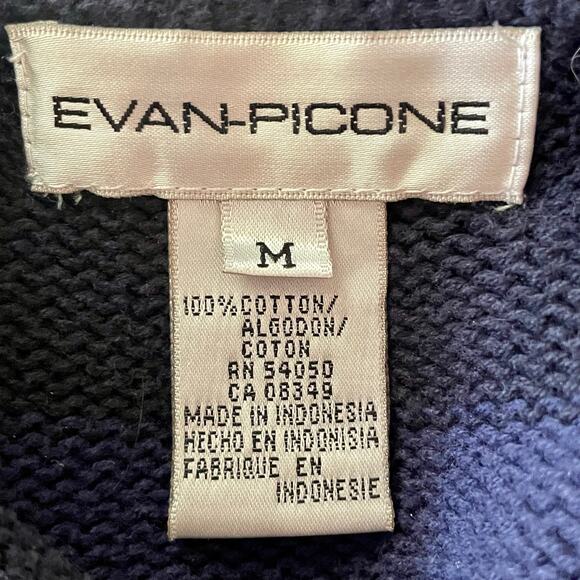 EVAN-PICONE
M
100% COTTON/
ALGODON/
COTON
RN 54050
CA 08349
MADE IN INDONESIA
HECHO EN INDONISIA
FABRIQUE EN
INDONESIE